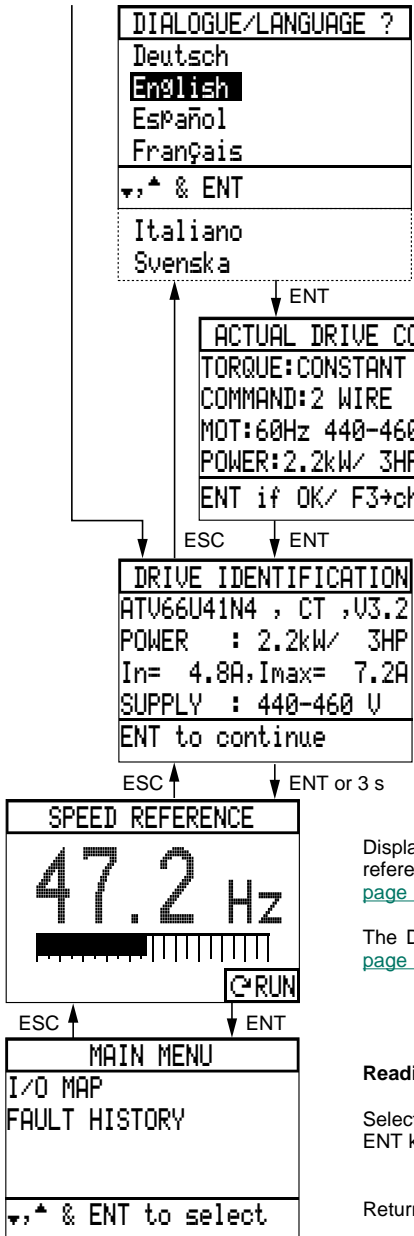 DIALOGUE/LANGUAGE ?
Deutsch
English
Español
Français
▼,▲ & ENT
Italiano
Svenska
ENT
ACTUAL DRIVE CO
TORQUE:CONSTANT
COMMAND:2 WIRE
MOT:60Hz 440-460
POWER:2.2kW/ 3HP
ENT if OK/ F3→ch
ESC
ENT
DRIVE IDENTIFICATION
ATV66U41N4 , CT ,V3.2
POWER : 2.2kW/ 3HP
In= 4.8A,Imax= 7.2A
SUPPLY : 440-460 V
ENT to continue
ESC
ENT or 3 s
SPEED REFERENCE
47.2 Hz
RUN
Displa
refere
page
The D
page
ESC
ENT
MAIN MENU
I/O MAP
FAULT HISTORY
▼,▲ & ENT to select
Readi
Select
ENT k
Return